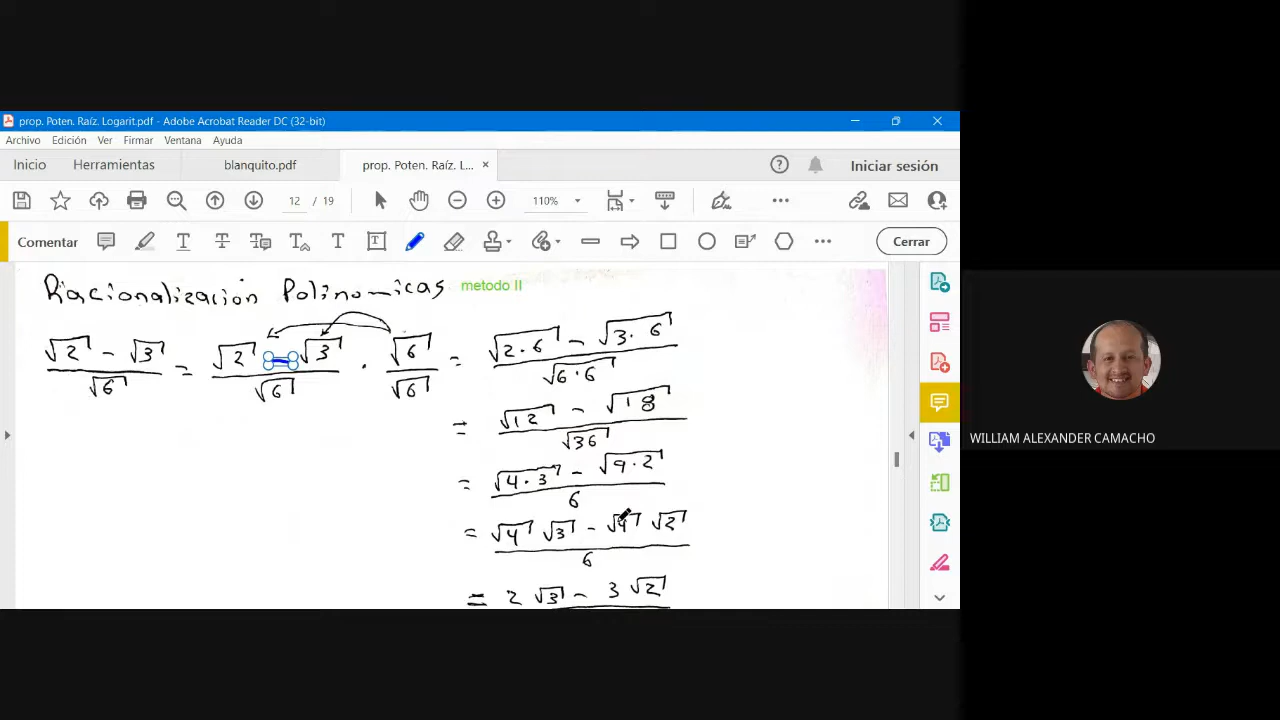 prop. Poten. Raíz. Logarit.pdf - Adobe Acrobat Reader DC (32-bit)
Archivo Edición Ver Firmar Ventana Ayuda
Inicio Herramientas blanquito.pdf prop. Poten. Raíz. L... × Iniciar sesión
12 / 19 110%
Comentar Cerrar
Racionalización Polinomicas metodo II
(√2 - √3)/√6 = (√2 - √3)/√6 · √6/√6 = (√2·6 - √3·6)/√6·6
= (√12 - √18)/√36
= (√4·3 - √9·2)/6
= (√4 √3 - √ √2)/6
= 2√3 - 3√2
WILLIAM ALEXANDER CAMACHO